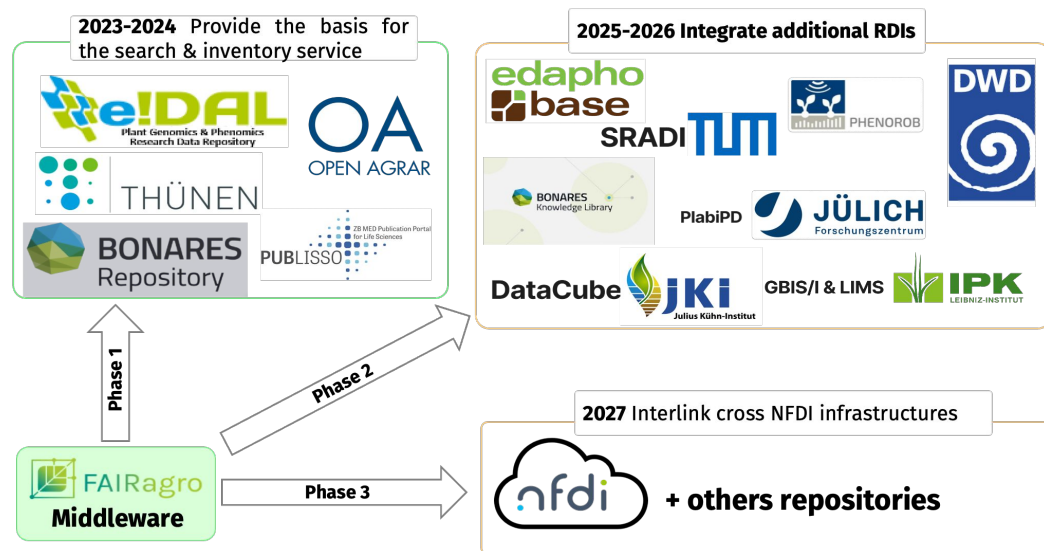 2023-2024 Provide the basis for
the search & inventory service
e!DAL
Plant Genomics & Phenomics
Research Data Repository
OA
OPEN AGRAR
THÜNEN
BONARES
Repository
ZB MED Publication Portal
for Life Sciences
PUBLISSO
2025-2026 Integrate additional RDIs
edapho
base
SRADI TUM
PHENOROB
DWD
BONARES
Knowledge Library
PlabiPD
JÜLICH
Forschungszentrum
DataCube
JKi
Julius Kühn-Institut
GBIS/I & LIMS
IPK
LEIBNIZ-INSTITUT
Phase 1
Phase 2
Phase 3
FAIRagro
Middleware
2027 Interlink cross NFDI infrastructures
nfdi
+ others repositories